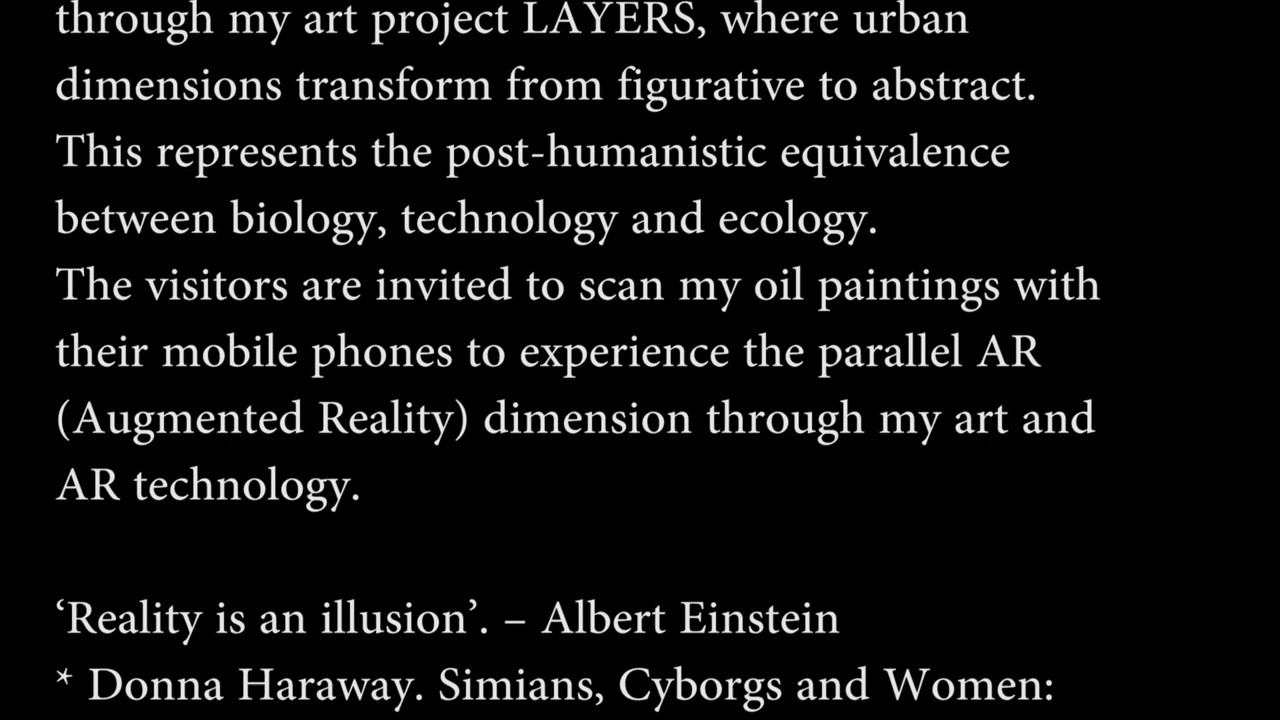 through my art project LAYERS, where urban
dimensions transform from figurative to abstract.
This represents the post-humanistic equivalence
between biology, technology and ecology.
The visitors are invited to scan my oil paintings with
their mobile phones to experience the parallel AR
(Augmented Reality) dimension through my art and
AR technology.
‘Reality is an illusion’. – Albert Einstein
* Donna Haraway. Simians, Cyborgs and Women: